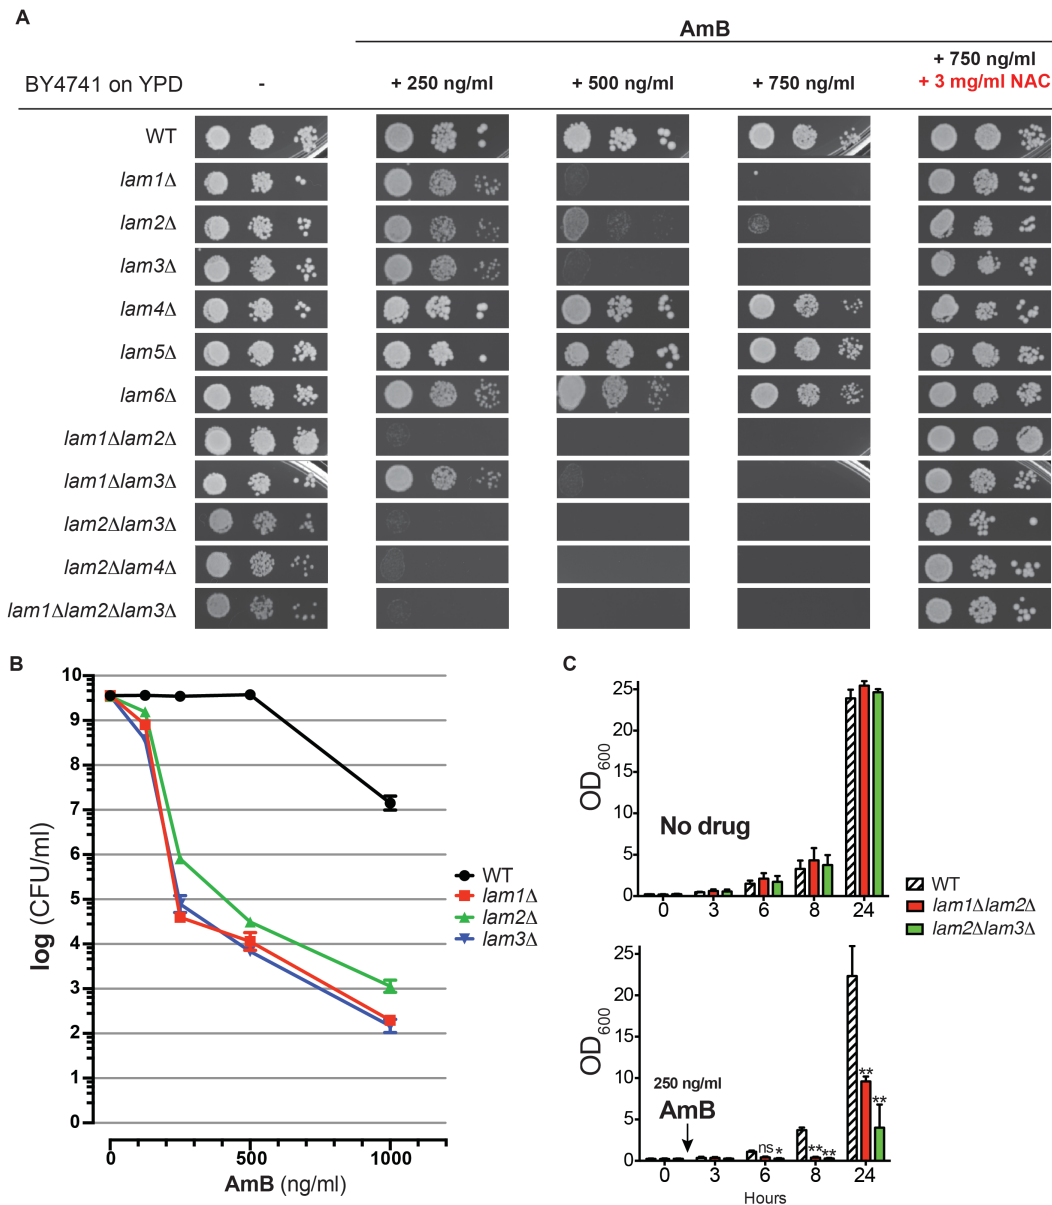 A
AmB
BY4741 on YPD - + 250 ng/ml + 500 ng/ml + 750 ng/ml + 750 ng/ml
+ 3 mg/ml NAC
WT
lam1Δ
lam2Δ
lam3Δ
lam4Δ
lam5Δ
lam6Δ
lam1Δlam2Δ
lam1Δlam3Δ
lam2Δlam3Δ
lam2Δlam4Δ
lam1Δlam2Δlam3Δ
B
10
9
8
7
6
5
4
3
2
1
0
log (CFU/ml)
0 500 1000
AmB (ng/ml)
WT
lam1Δ
lam2Δ
lam3Δ
C
25
20
15
10
5
0
OD600
No drug
0 3 6 8 24
WT
lam1Δlam2Δ
lam2Δlam3Δ
25
20
15
10
5
0
OD600
250 ng/ml
AmB
ns *
** **
** **
0 3 6 8 24
Hours